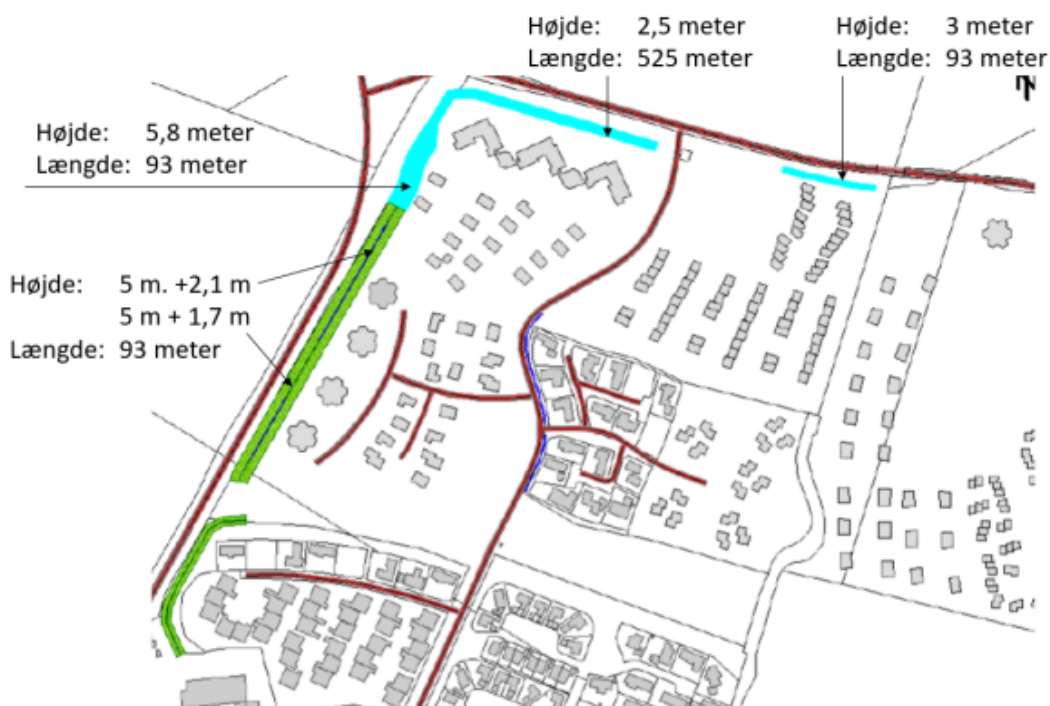 Højde: 2,5 meter
Længde: 525 meter
Højde: 3 meter
Længde: 93 meter
Højde: 5,8 meter
Længde: 93 meter
Højde: 5 m. +2,1 m
5 m + 1,7 m
Længde: 93 meter